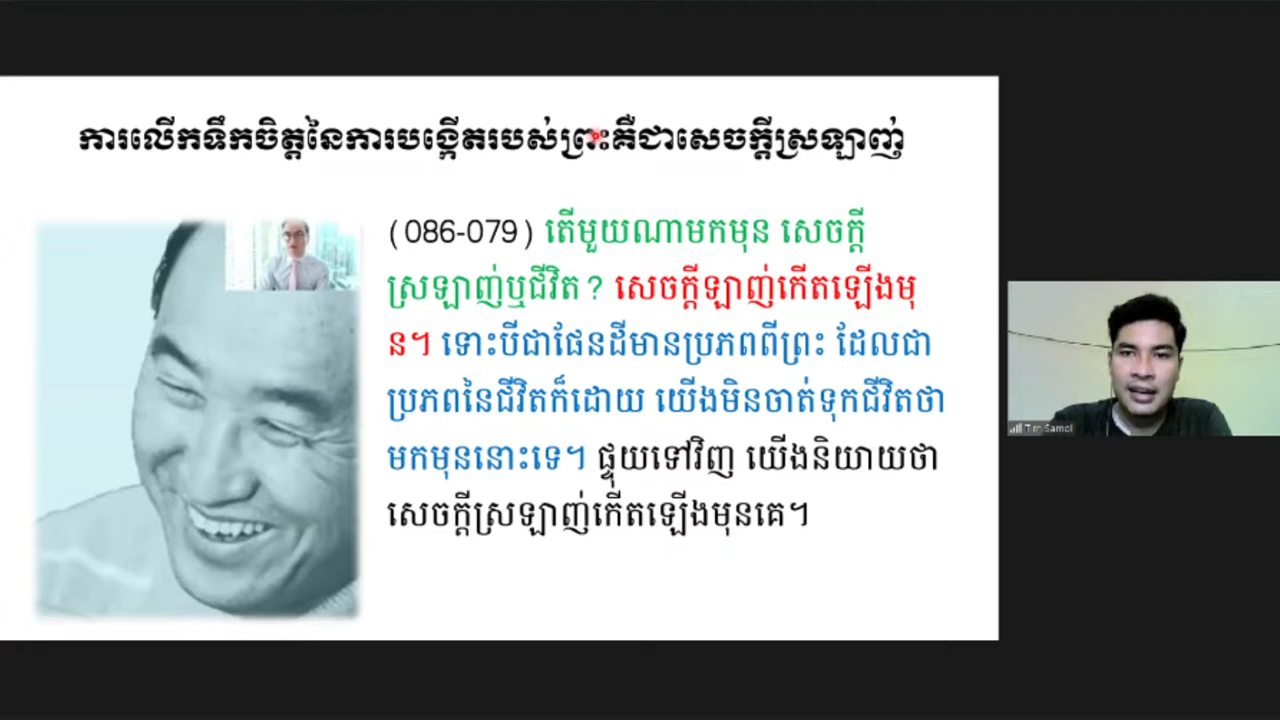 ការលើកទឹកចិត្តនៃការបង្កើតរបស់ព្រះគឺជាសេចក្តីស្រឡាញ់
(086-079) តើមួយណាមកមុន សេចក្តី
ស្រឡាញ់ឬជីវិត? សេចក្តីឡាញ់កើតឡើងមុ
ន។ ទោះបីជាផែនដីមានប្រភពពីព្រះ ដែលជា
ប្រភពនៃជីវិតក៏ដោយ យើងមិនចាត់ទុកជីវិតថា
មកមុននោះទេ។ ផ្ទុយទៅវិញ យើងនិយាយថា
សេចក្តីស្រឡាញ់កើតឡើងមុនគេ។
Tim Samol